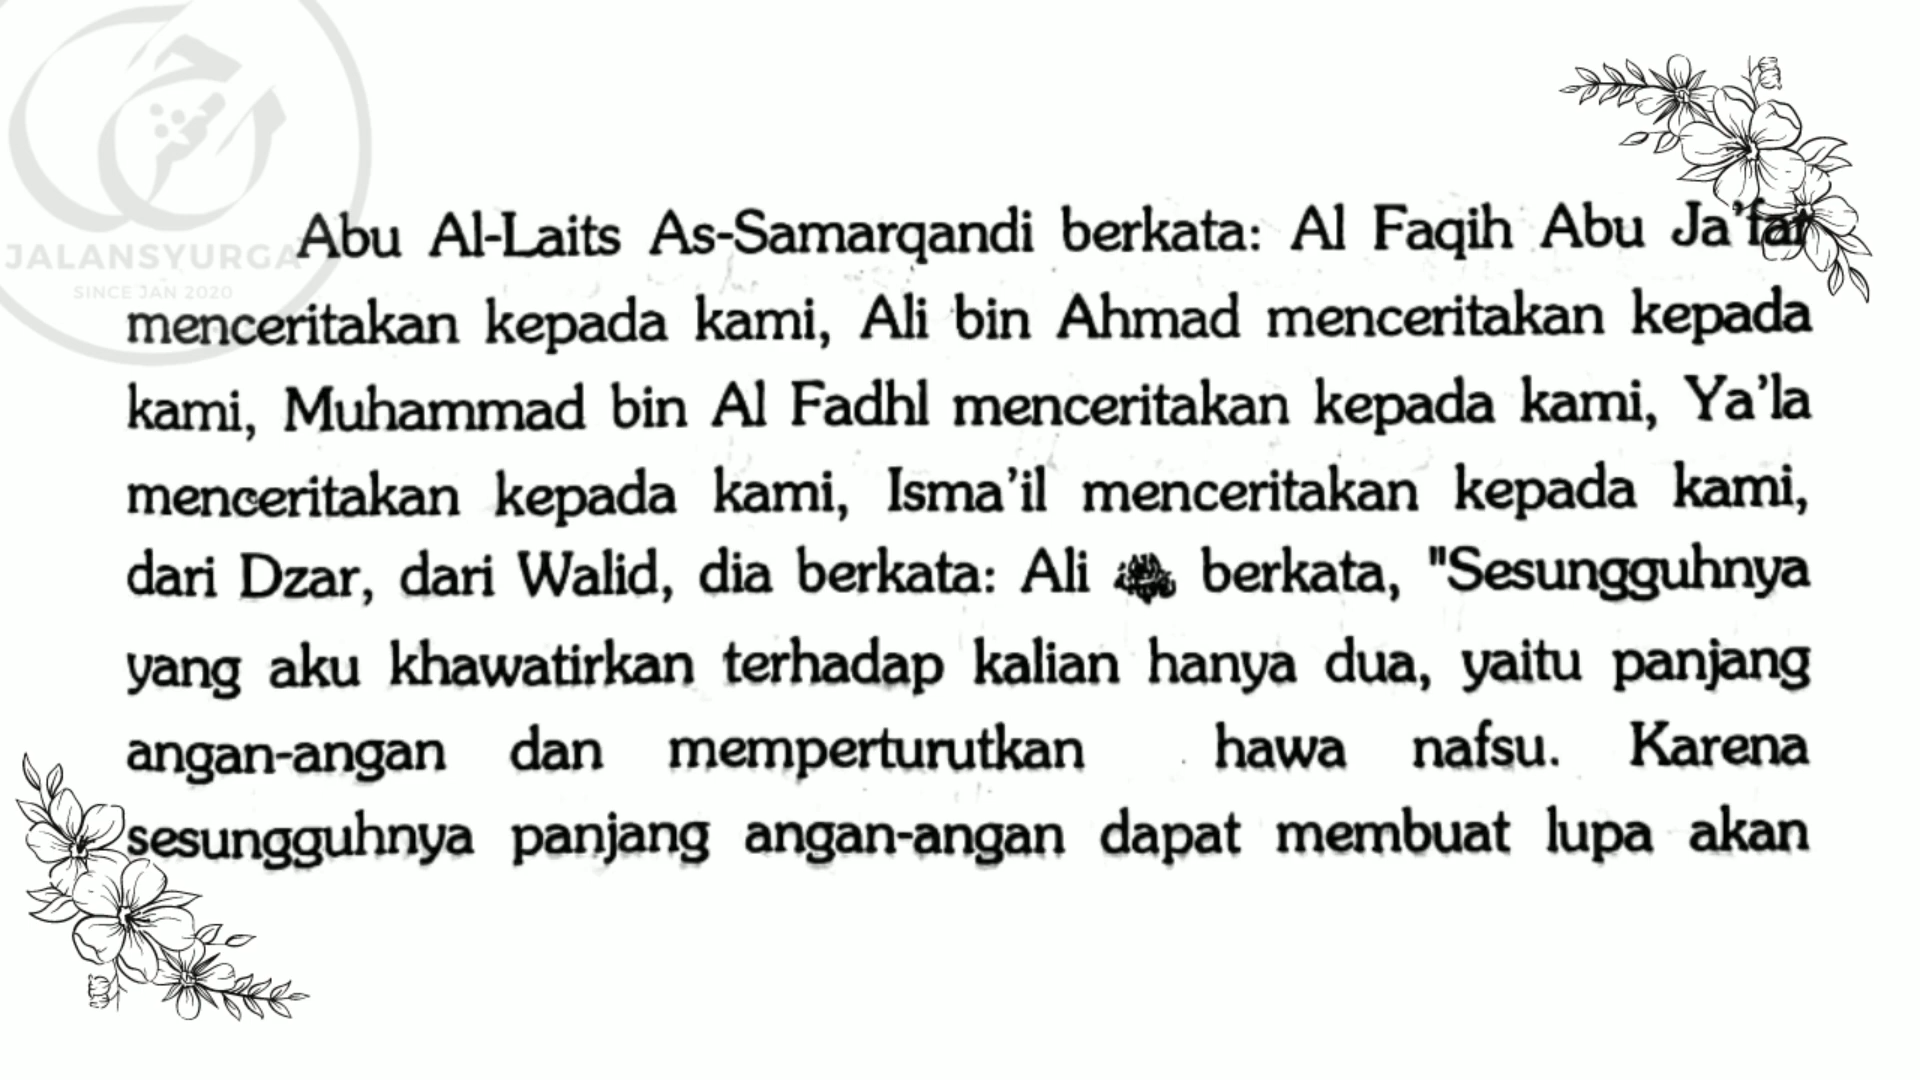 JALANSYURGA
SINCE JAN 2020
Abu Al-Laits As-Samarqandi berkata: Al Faqih Abu Ja'far
menceritakan kepada kami, Ali bin Ahmad menceritakan kepada
kami, Muhammad bin Al Fadhl menceritakan kepada kami, Ya'la
menceritakan kepada kami, Isma'il menceritakan kepada kami,
dari Dzar, dari Walid, dia berkata: Ali berkata, "Sesungguhnya
yang aku khawatirkan terhadap kalian hanya dua, yaitu panjang
angan-angan dan memperturutkan hawa nafsu. Karena
sesungguhnya panjang angan-angan dapat membuat lupa akan